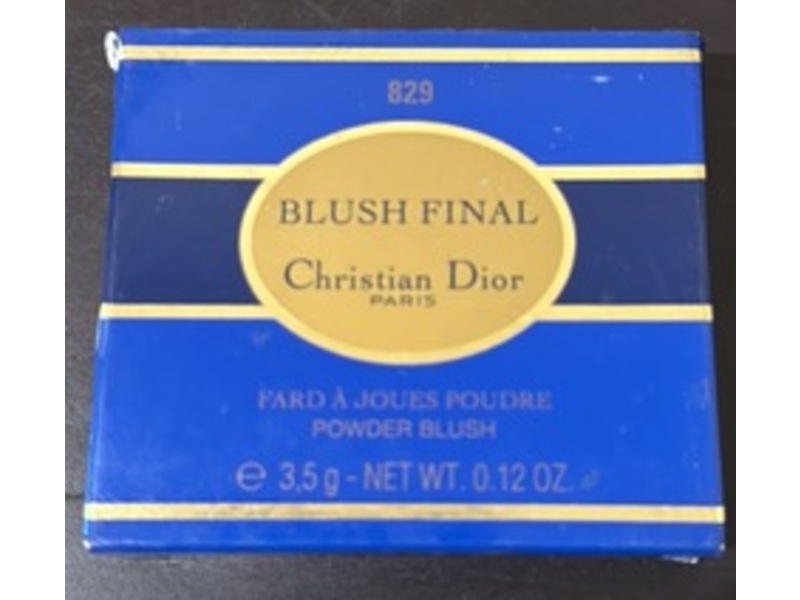 829
BLUSH FINAL
Christian Dior
PARIS
FARD À JOUES POUDRE
POWDER BLUSH
℮ 3,5 g - NET WT. 0.12 OZ.